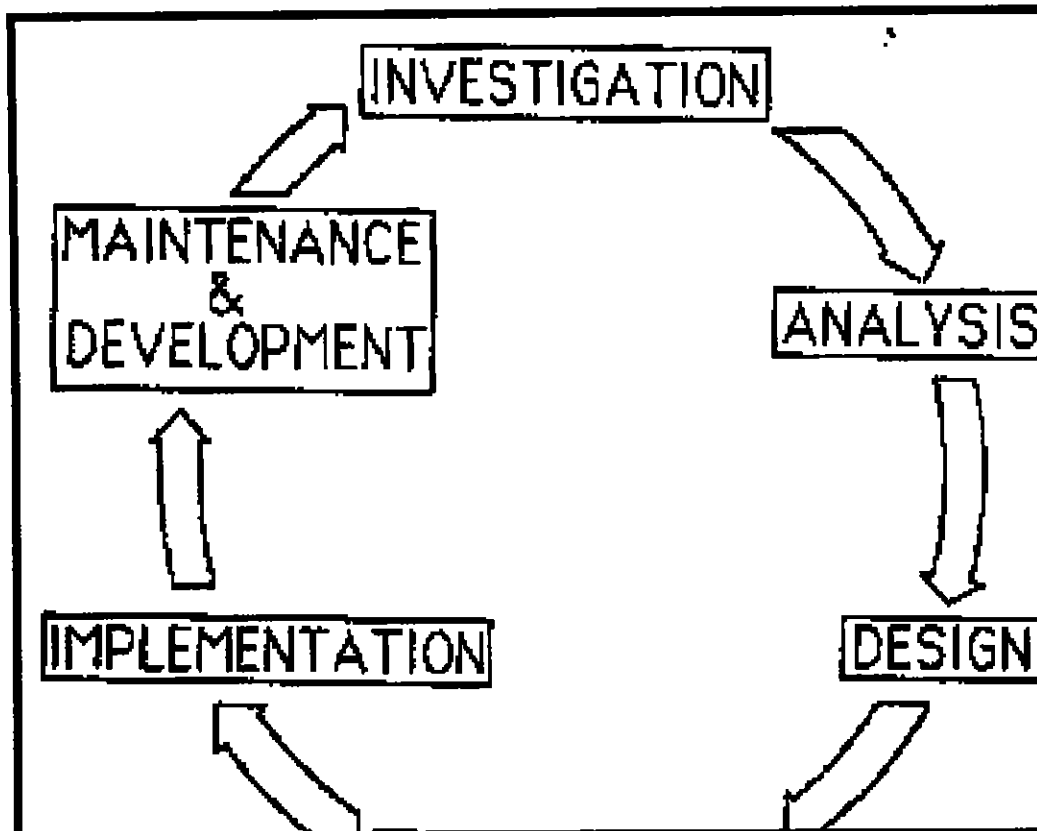 INVESTIGATION
ANALYSIS
DESIGN
IMPLEMENTATION
MAINTENANCE
&
DEVELOPMENT